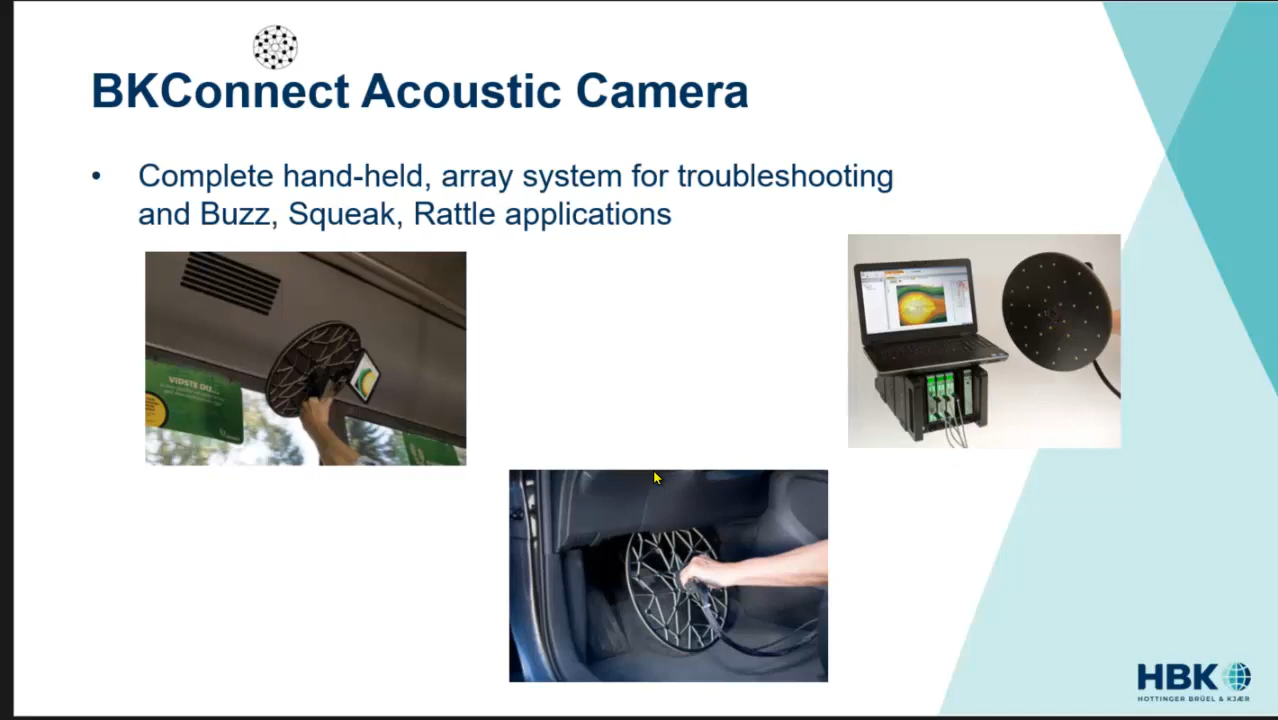 BKConnect Acoustic Camera
• Complete hand-held, array system for troubleshooting
and Buzz, Squeak, Rattle applications
VIDSTE DU...
HBK
HOTTINGER BRÜEL & KJÆR